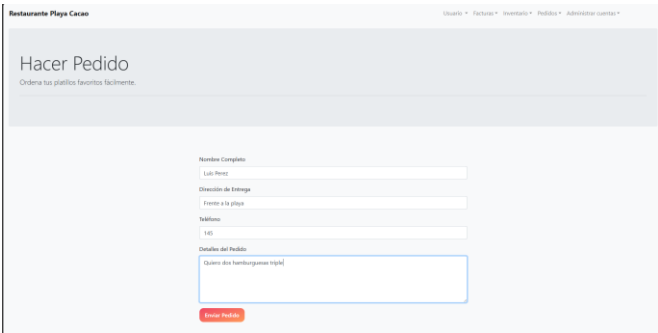 Restaurante Playa Cacao
Usuario Facturas Inventario Pedidos Administrar cuentas
Hacer Pedido
Ordena tus platillos favoritos fácilmente.
Nombre Completo
Luis Perez
Dirección de Entrega
Frente a la playa
Teléfono
145
Detalles del Pedido
Quiero dos hamburguesas triple
Enviar Pedido